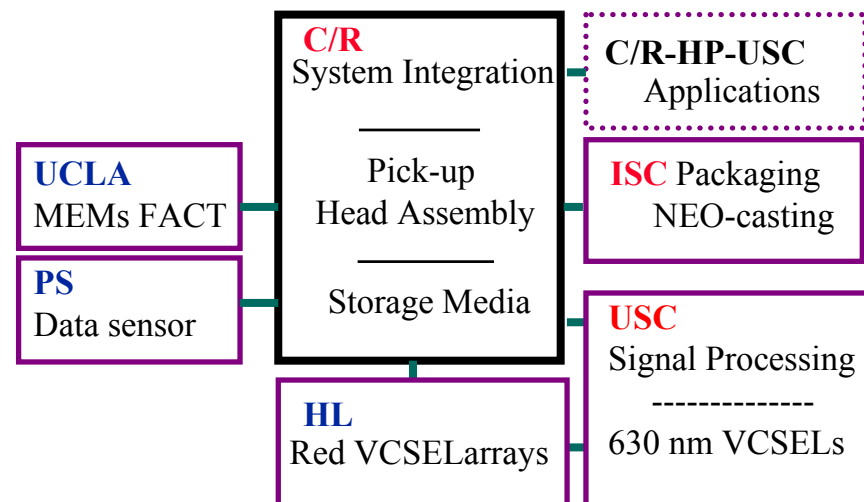 C/R
System Integration
Pick-up
Head Assembly
Storage Media
C/R-HP-USC
Applications
UCLA
MEMs FACT
ISC Packaging
NEO-casting
PS
Data sensor
USC
Signal Processing
--------------
630 nm VCSELs
HL
Red VCSELarrays